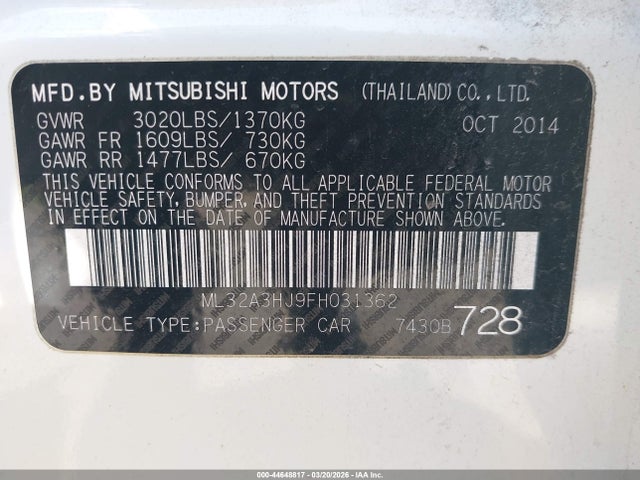 MFD.BY MITSUBISHI MOTORS (THAILAND)CO.,LTD.
GVWR 3020LBS/1370KG OCT 2014
GAWR FR 1609LBS/ 730KG
GAWR RR 1477LBS/ 670KG
THIS VEHICLE CONFORMS TO ALL APPLICABLE FEDERAL MOTOR
VEHICLE SAFETY, BUMPER, AND THEFT PREVENTION STANDARDS
IN EFFECT ON THE DATE OF MANUFACTURE SHOWN ABOVE.
ML32A3HJ9FH031362
VEHICLE TYPE:PASSENGER CAR 7430B 728
000-44648817 - 03/20/2026 - IAAI.CA